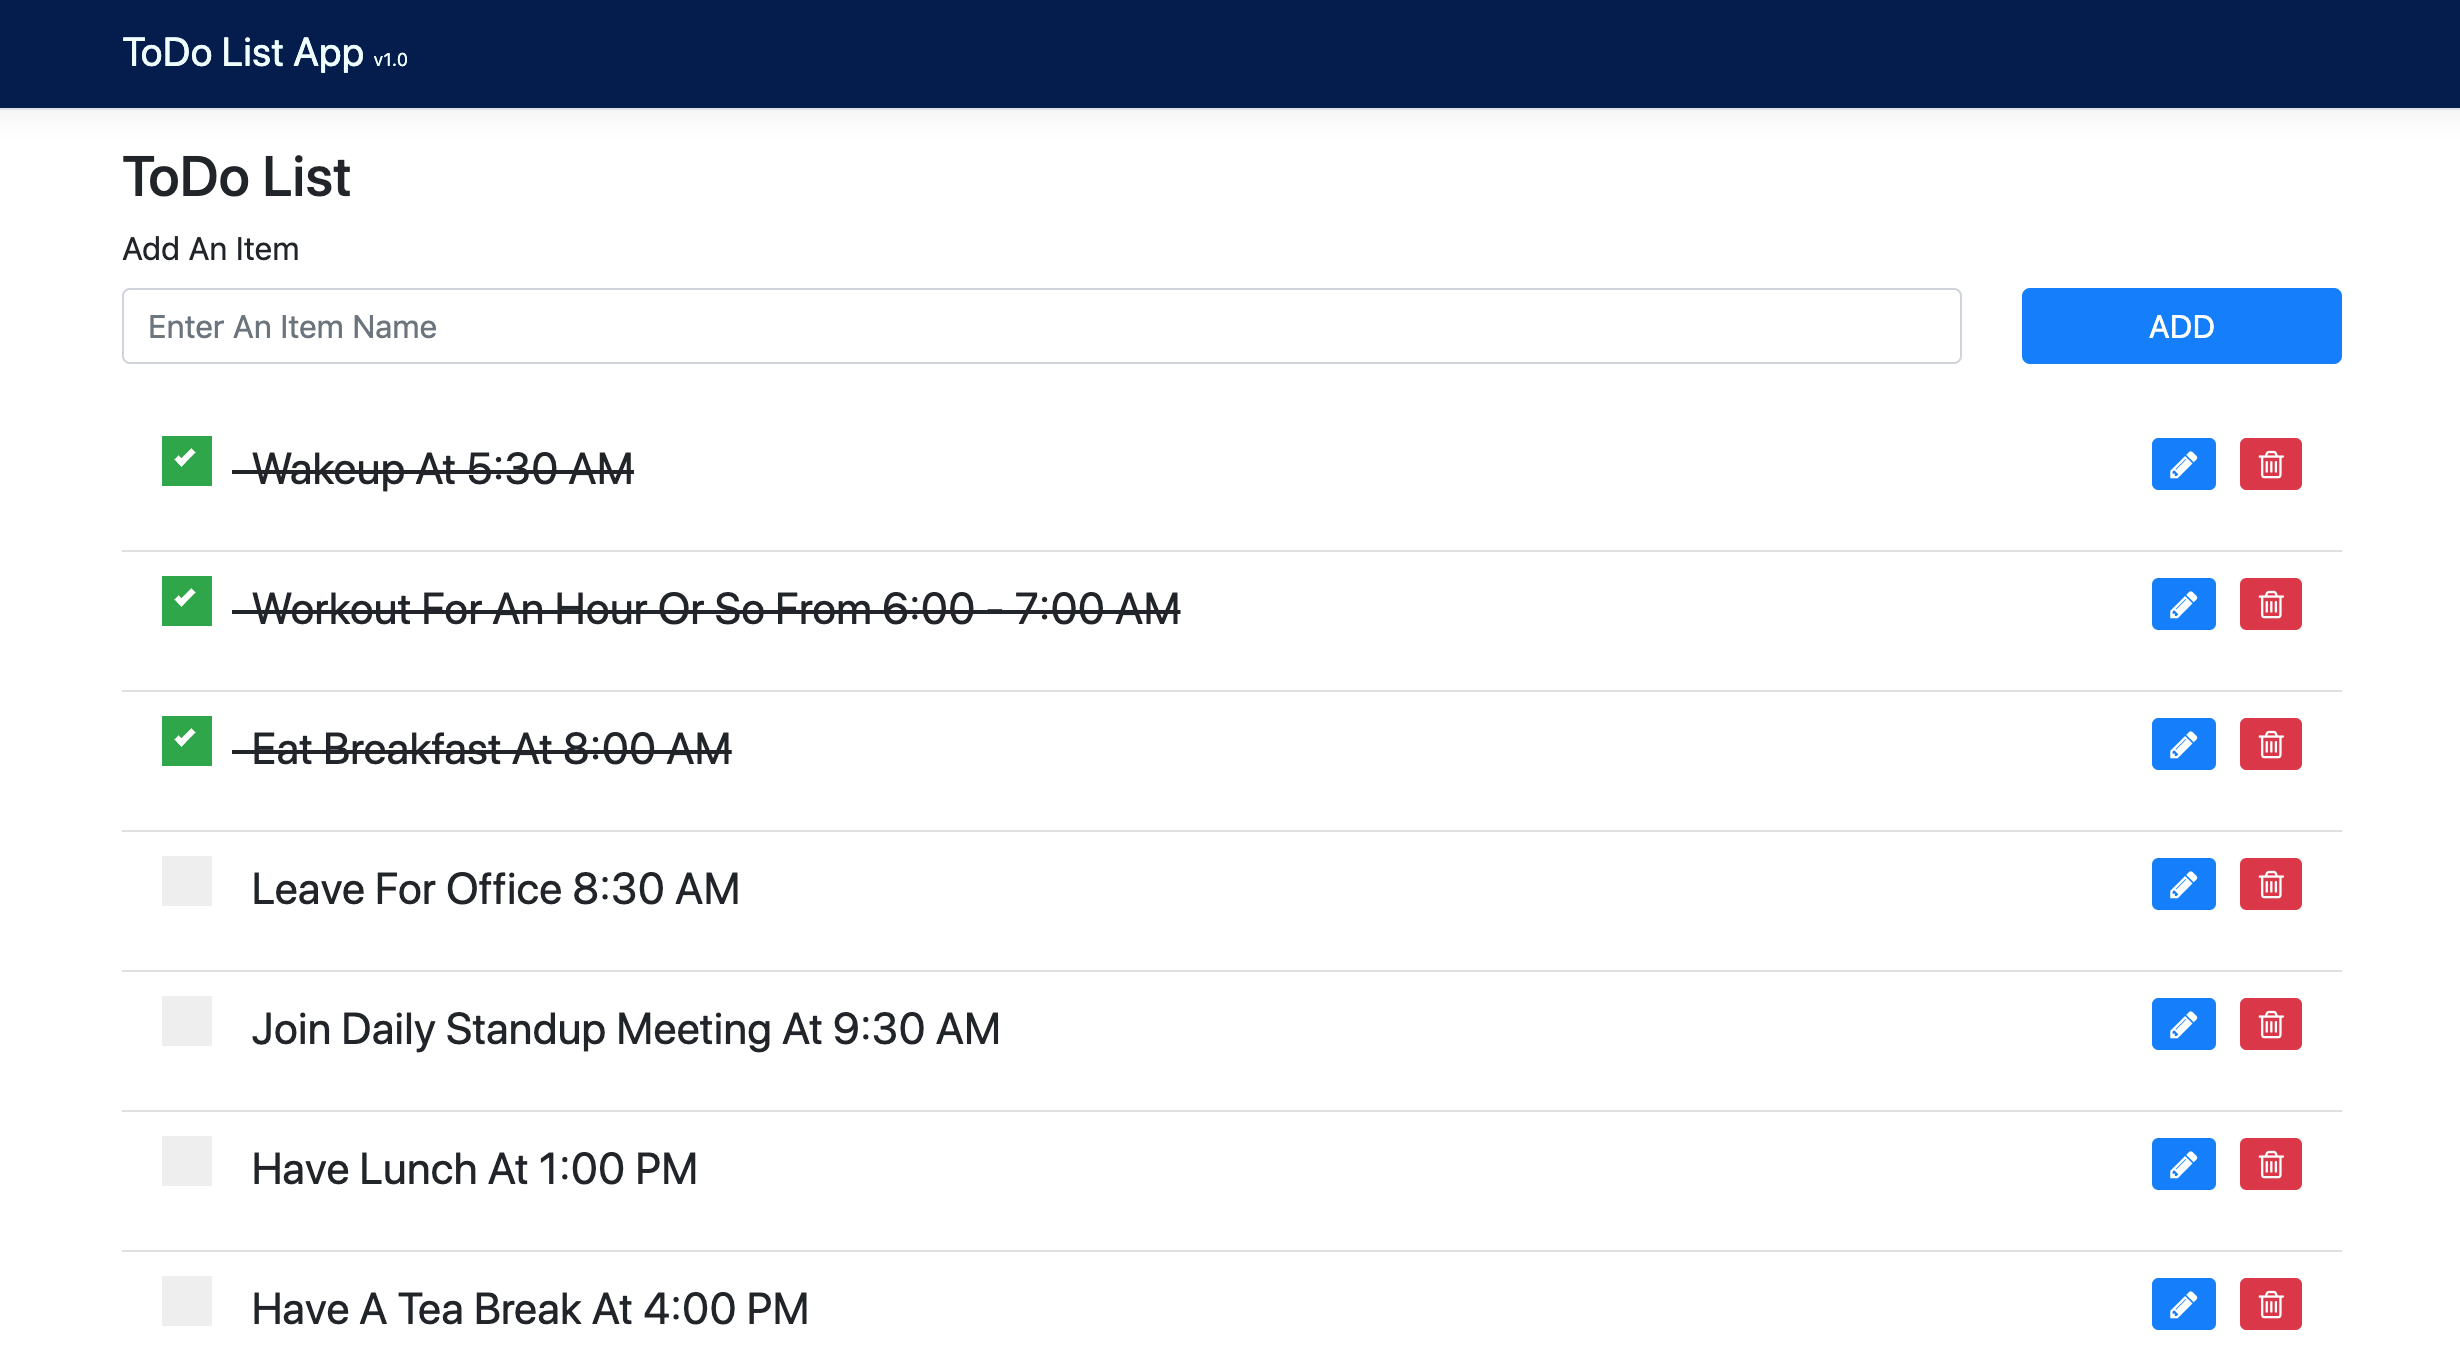 ToDo List App v1.0
ToDo List
Add An Item
Enter An Item Name
ADD
Wakeup At 5:30 AM
Workout For An Hour Or So From 6:00 - 7:00 AM
Eat Breakfast At 8:00 AM
Leave For Office 8:30 AM
Join Daily Standup Meeting At 9:30 AM
Have Lunch At 1:00 PM
Have A Tea Break At 4:00 PM